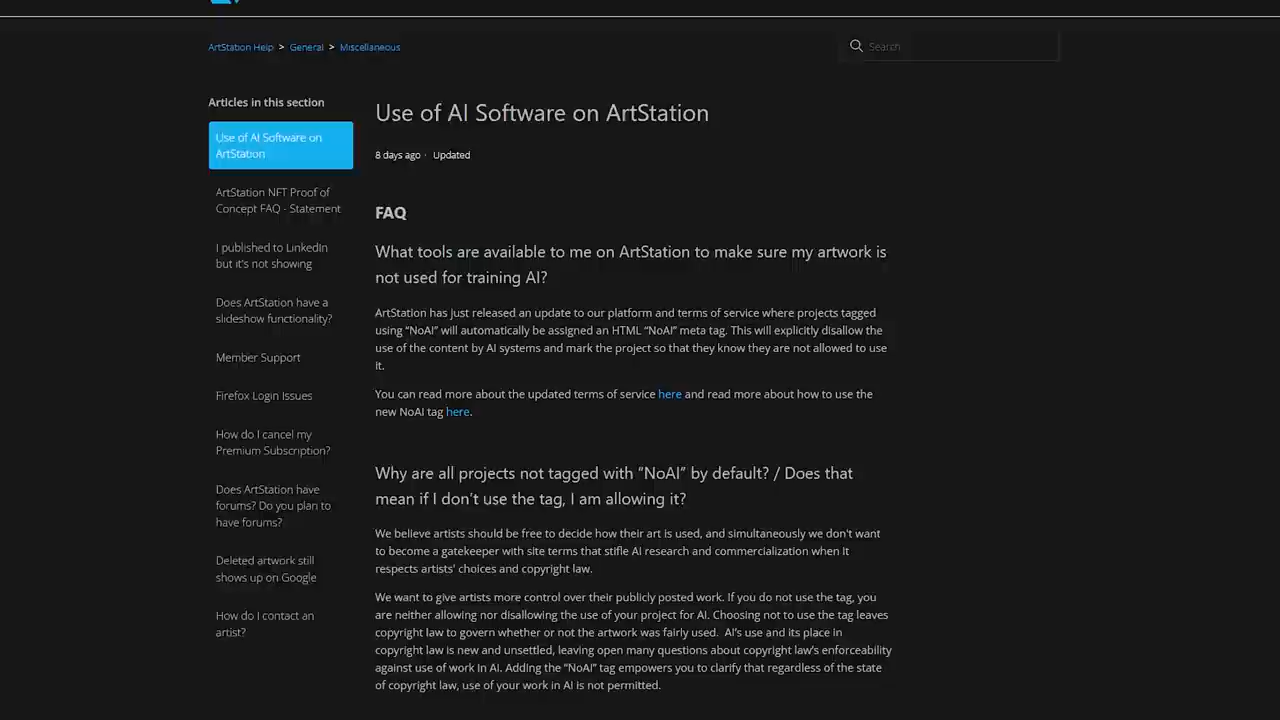 ArtStation Help > General > Miscellaneous
Search
Articles in this section
Use of AI Software on
ArtStation
ArtStation NFT Proof of
Concept FAQ - Statement
I published to LinkedIn
but it's not showing
Does ArtStation have a
slideshow functionality?
Member Support
Firefox Login Issues
How do I cancel my
Premium Subscription?
Does ArtStation have
forums? Do you plan to
have forums?
Deleted artwork still
shows up on Google
How do I contact an
artist?
Use of AI Software on ArtStation
8 days ago · Updated
FAQ
What tools are available to me on ArtStation to make sure my artwork is
not used for training AI?
ArtStation has just released an update to our platform and terms of service where projects tagged
using “NoAI” will automatically be assigned an HTML “NoAI” meta tag. This will explicitly disallow the
use of the content by AI systems and mark the project so that they know they are not allowed to use
it.
You can read more about the updated terms of service here and read more about how to use the
new NoAI tag here.
Why are all projects not tagged with “NoAI” by default? / Does that
mean if I don’t use the tag, I am allowing it?
We believe artists should be free to decide how their art is used, and simultaneously we don't want
to become a gatekeeper with site terms that stifle AI research and commercialization when it
respects artists' choices and copyright law.
We want to give artists more control over their publicly posted work. If you do not use the tag, you
are neither allowing nor disallowing the use of your project for AI. Choosing not to use the tag leaves
copyright law to govern whether or not the artwork was fairly used.  AI’s use and its place in
copyright law is new and unsettled, leaving open many questions about copyright law’s enforceability
against use of work in AI. Adding the “NoAI” tag empowers you to clarify that regardless of the state
of copyright law, use of your work in AI is not permitted.